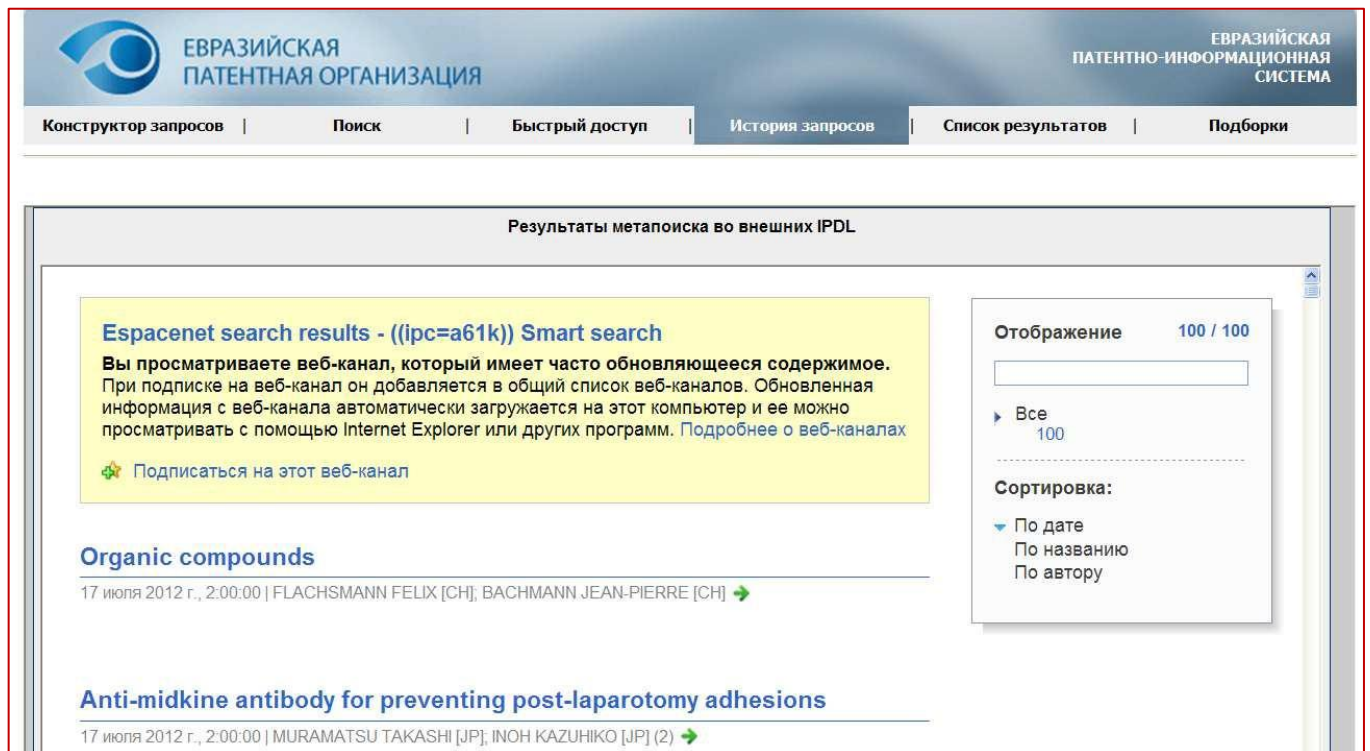 ЕВРАЗИЙСКАЯ
ПАТЕНТНАЯ ОРГАНИЗАЦИЯ
ЕВРАЗИЙСКАЯ
ПАТЕНТНО-ИНФОРМАЦИОННАЯ
СИСТЕМА
Конструктор запросов | Поиск | Быстрый доступ | История запросов | Список результатов | Подборки
Результаты метапоиска во внешних IPDL
Espacenet search results - ((ipc=a61k)) Smart search
Вы просматриваете веб-канал, который имеет часто обновляющееся содержимое.
При подписке на веб-канал он добавляется в общий список веб-каналов. Обновленная
информация с веб-канала автоматически загружается на этот компьютер и ее можно
просматривать с помощью Internet Explorer или других программ. Подробнее о веб-каналах
Подписаться на этот веб-канал
Organic compounds
17 июля 2012 г., 2:00:00 | FLACHSMANN FELIX [CH]; BACHMANN JEAN-PIERRE [CH]
Anti-midkine antibody for preventing post-laparotomy adhesions
17 июля 2012 г., 2:00:00 | MURAMATSU TAKASHI [JP]; INOH KAZUHIKO [JP] (2)
Отображение 100 / 100
Все
100
Сортировка:
По дате
По названию
По автору